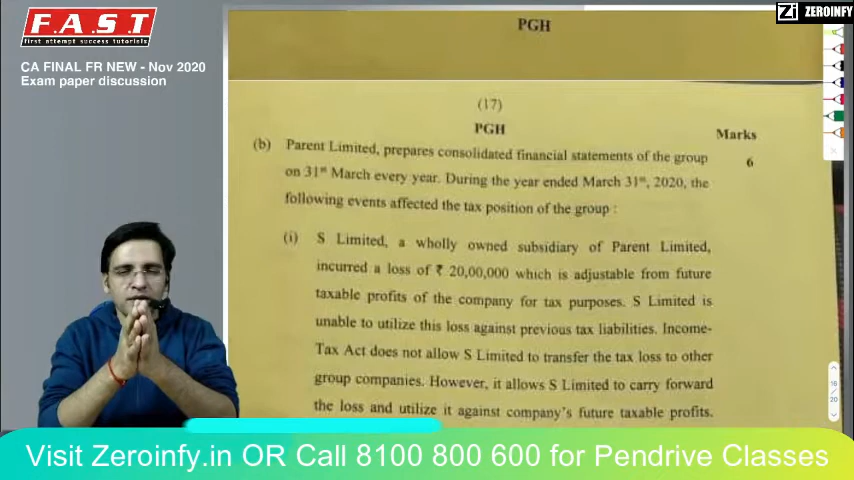 F.A.S.T
first attempt success tutorials
Zi ZEROINFY
CA FINAL FR NEW - Nov 2020
Exam paper discussion
PGH
(17)
PGH
Marks
(b) Parent Limited, prepares consolidated financial statements of the group
6
on 31st March every year. During the year ended March 31st, 2020, the
following events affected the tax position of the group :
(i) S Limited, a wholly owned subsidiary of Parent Limited,
incurred a loss of ₹ 20,00,000 which is adjustable from future
taxable profits of the company for tax purposes. S Limited is
unable to utilize this loss against previous tax liabilities. Income-
Tax Act does not allow S Limited to transfer the tax loss to other
group companies. However, it allows S Limited to carry forward
the loss and utilize it against company's future taxable profits.
16
/
20
Visit Zeroinfy.in OR Call 8100 800 600 for Pendrive Classes